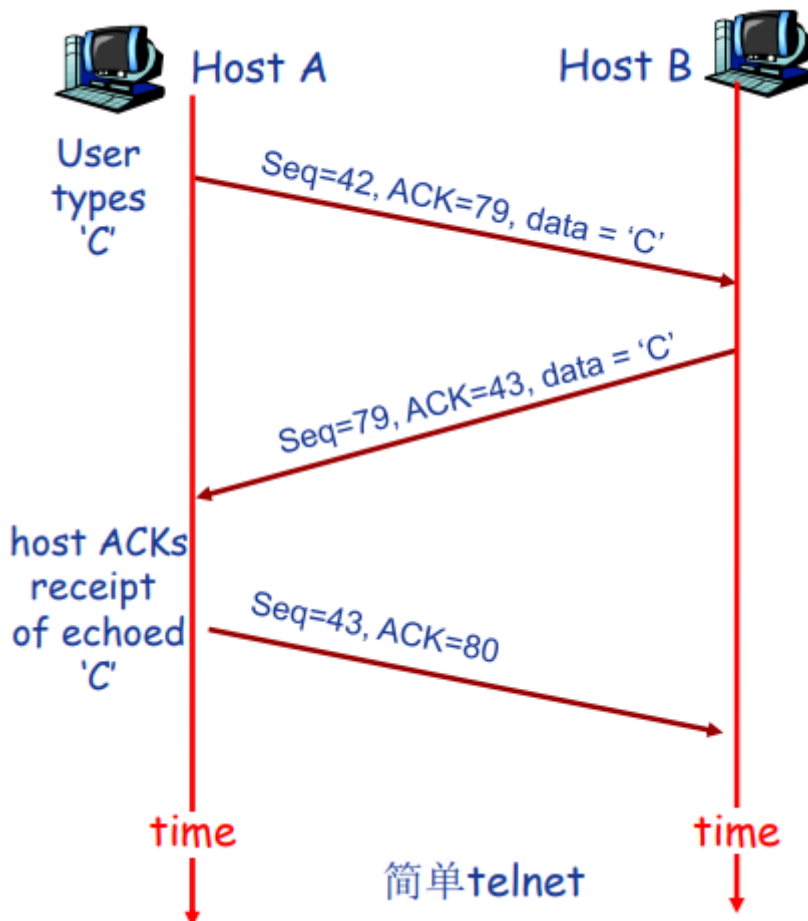 Host A
Host B
User
types
‘C’
Seq=42, ACK=79, data = ‘C’
Seq=79, ACK=43, data = ‘C’
host ACKs
receipt
of echoed
‘C’
Seq=43, ACK=80
time
time
简单telnet